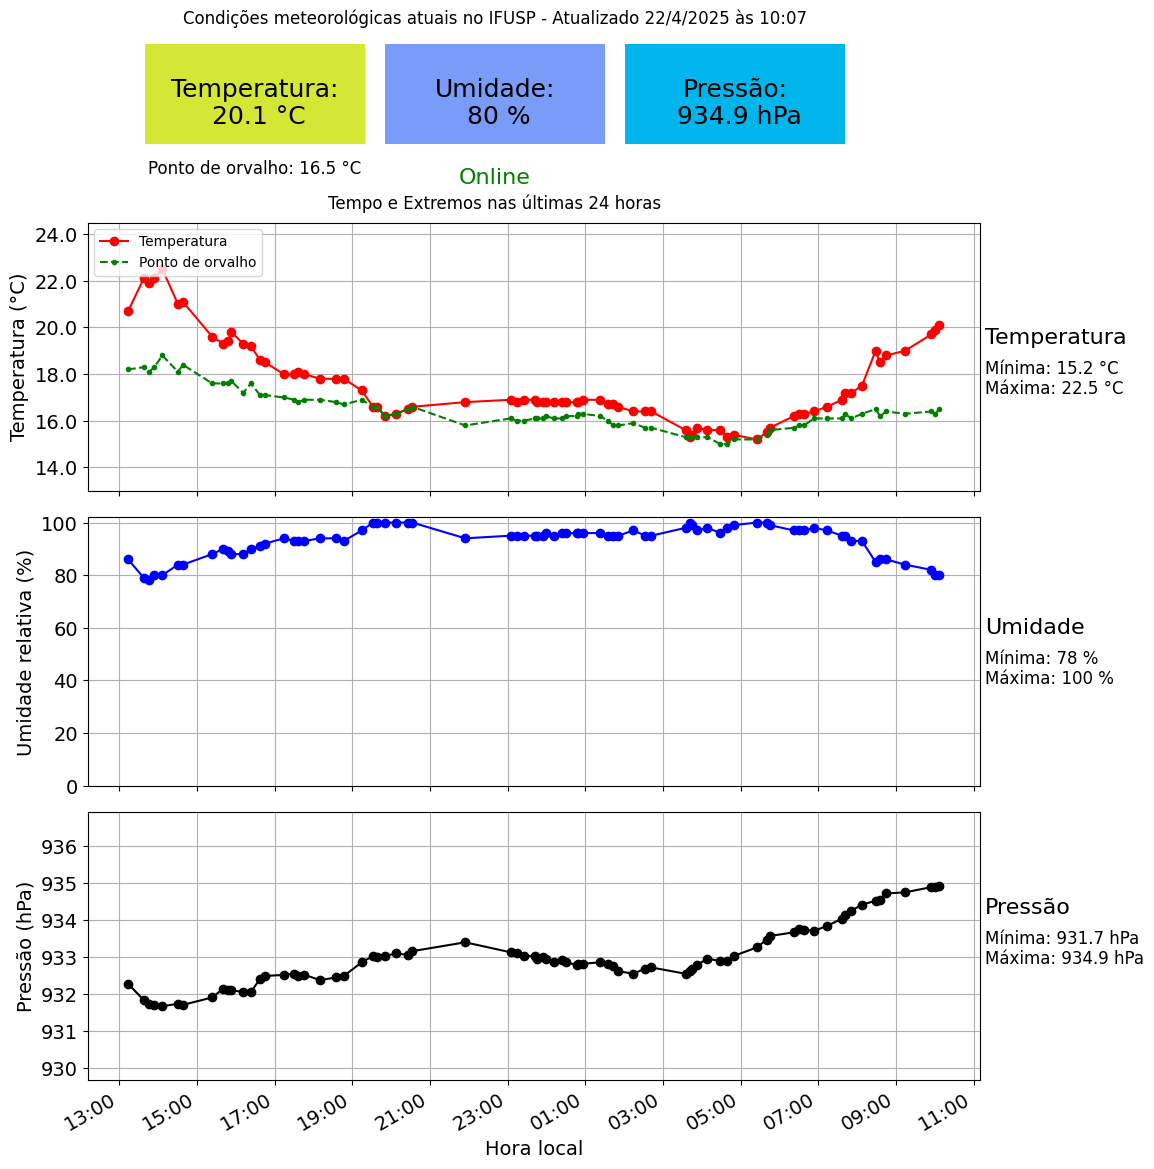 Condições meteorológicas atuais no IFUSP - Atualizado 22/4/2025 às 10:07
Temperatura:
20.1 °C
Umidade:
80 %
Pressão:
934.9 hPa
Ponto de orvalho: 16.5 °C
Online
Tempo e Extremos nas últimas 24 horas
Temperatura
Ponto de orvalho
Temperatura (°C)
24.0
22.0
20.0
18.0
16.0
14.0
Temperatura
Mínima: 15.2 °C
Máxima: 22.5 °C
Umidade relativa (%)
100
80
60
40
20
0
Umidade
Mínima: 78 %
Máxima: 100 %
Pressão (hPa)
936
935
934
933
932
931
930
Pressão
Mínima: 931.7 hPa
Máxima: 934.9 hPa
13:00 15:00 17:00 19:00 21:00 23:00 01:00 03:00 05:00 07:00 09:00 11:00
Hora local